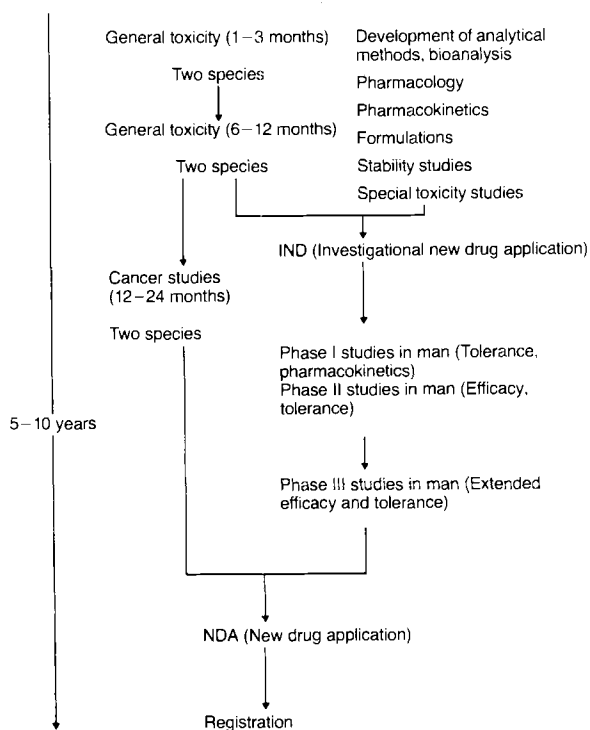 General toxicity (1–3 months)
Two species
General toxicity (6–12 months)
Two species
Development of analytical
methods, bioanalysis
Pharmacology
Pharmacokinetics
Formulations
Stability studies
Special toxicity studies
IND (Investigational new drug application)
Cancer studies
(12–24 months)
Two species
Phase I studies in man (Tolerance,
pharmacokinetics)
Phase II studies in man (Efficacy,
tolerance)
5–10 years
Phase III studies in man (Extended
efficacy and tolerance)
NDA (New drug application)
Registration